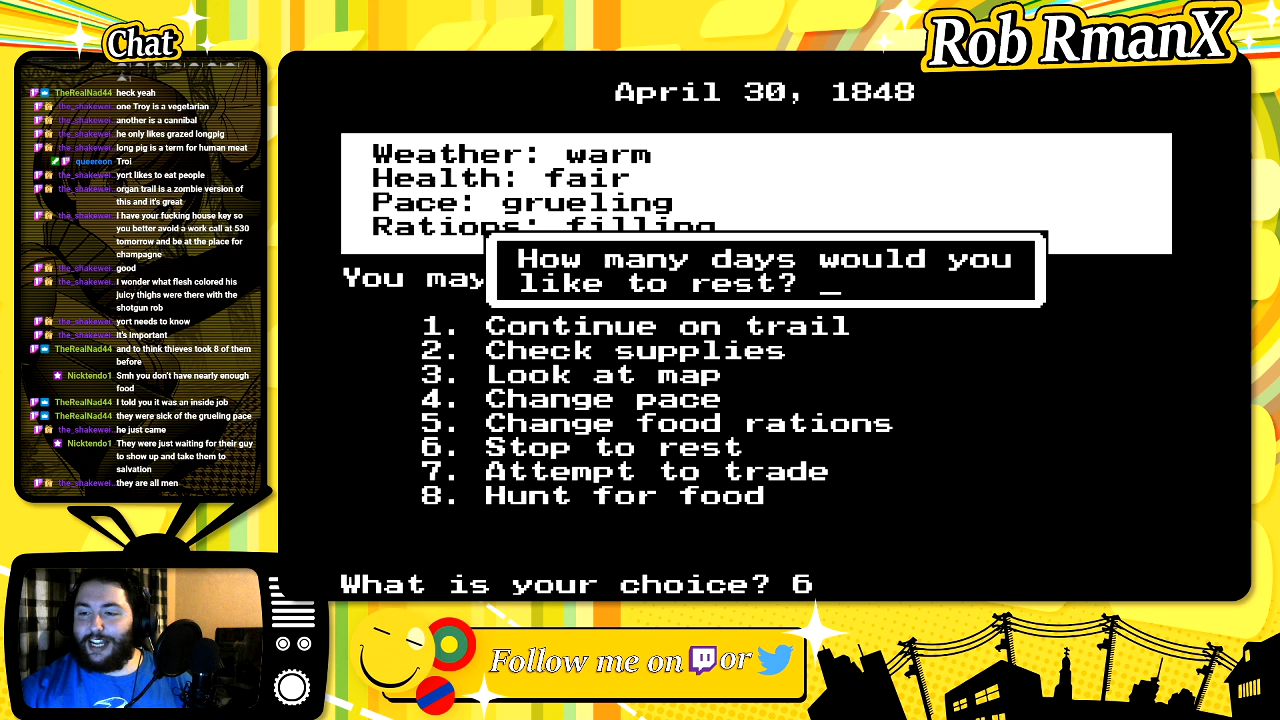 Chat
Rob RmanX
TheRealNad44 heck yeah
the_shakewei.. one Troy is a vegetarian
the_shakewei.. another is a cannibal
the_shakewei.. he only likes grazed longpig
the_shakewei.. long pig is a term for human meat
queereon Troi
the_shakewei.. yort likes to eat people
the_shakewei.. organ trail is a zombie version of
this and it's great
the_shakewei.. I have your fucking house key so
you better avoid a work call at 530
tomorrow and be at the place for
champagne
the_shakewei.. good
the_shakewei.. I wonder what flesh colored his
juicy thighs were there with the
shotgun rob
the_shakewei.. yort needs to know
the_shakewei.. it's important
TheRealNad44 and to think thieves took 8 of them
before
Nicktendo1 Smh you don't have nearly enough
food
TheRealNad44 I told you it was an inside job
TheRealNad44 they were sick of the grueling pace
the_shakewei.. he just came
Nicktendo1 They were just waiting for their guy
to show up and take them to
salvation
the_shakewei.. they are all men
April 30, 1848
Weather: warm
Health: fair
Pace: grueling
Rations: filling
You may
How many days would you
like to rest? _
1. Continue on trail
2. Check supplies
3. Look at map
4. Change pace
5. Change food rations
6. Stop to rest
7. Attempt to trade
8. Hunt for food
What is your choice? 6
Follow me on or